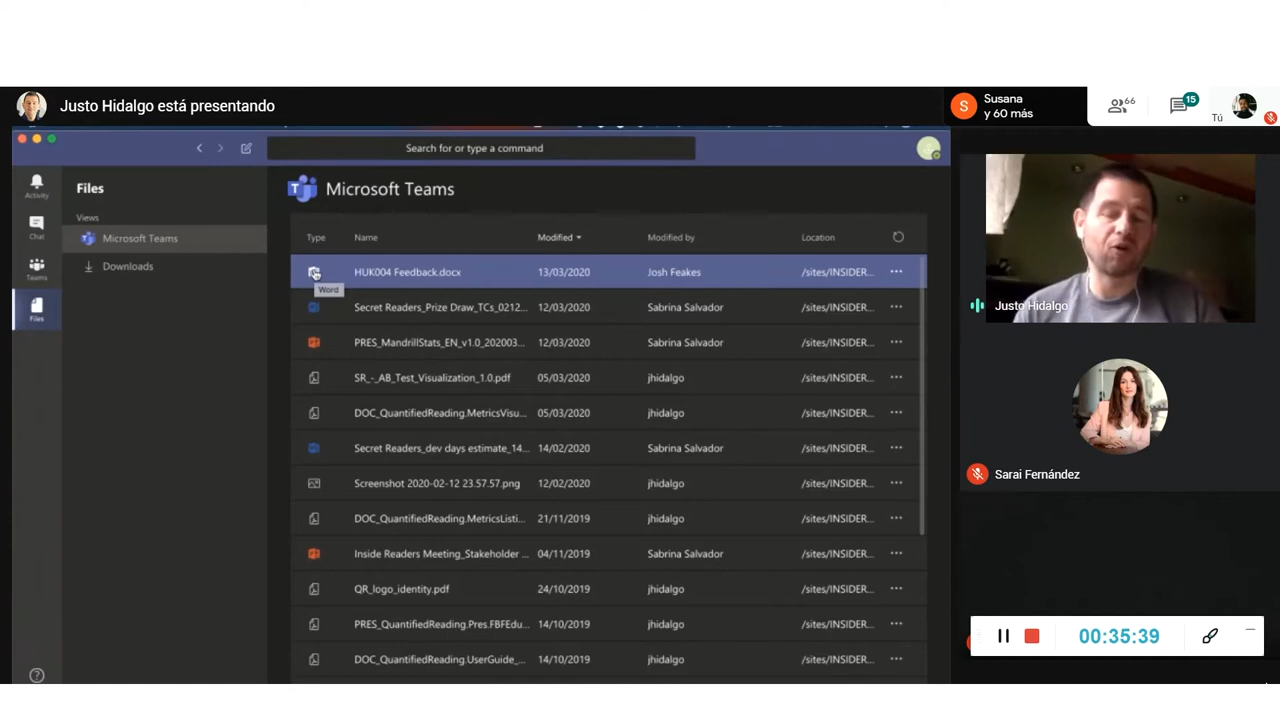 Justo Hidalgo está presentando
Susana
y 60 más
66
15
Tú
Search for or type a command
Activity
Chat
Teams
Files
Files
Views
Microsoft Teams
Downloads
Microsoft Teams
Type Name Modified Modified by Location
HUK004 Feedback.docx 13/03/2020 Josh Feakes /sites/INSIDER...
Word
Secret Readers_Prize Draw_TCs_0212... 12/03/2020 Sabrina Salvador /sites/INSIDER...
PRES_MandrillStats_EN_v1.0_202003... 12/03/2020 Sabrina Salvador /sites/INSIDER...
SR_-_AB_Test_Visualization_1.0.pdf 05/03/2020 jhidalgo /sites/INSIDER...
DOC_QuantifiedReading.MetricsVisu... 05/03/2020 jhidalgo /sites/INSIDER...
Secret Readers_dev days estimate_14... 14/02/2020 Sabrina Salvador /sites/INSIDER...
Screenshot 2020-02-12 23.57.57.png 12/02/2020 jhidalgo /sites/INSIDER...
DOC_QuantifiedReading.MetricsListi... 21/11/2019 jhidalgo /sites/INSIDER...
Inside Readers Meeting_Stakeholder ... 04/11/2019 Sabrina Salvador /sites/INSIDER...
QR_logo_identity.pdf 24/10/2019 jhidalgo /sites/INSIDER...
PRES_QuantifiedReading.Pres.FBFEdu... 14/10/2019 jhidalgo /sites/INSIDER...
DOC_QuantifiedReading.UserGuide_... 14/10/2019 jhidalgo /sites/INSIDER...
Justo Hidalgo
Sarai Fernández
00:35:39